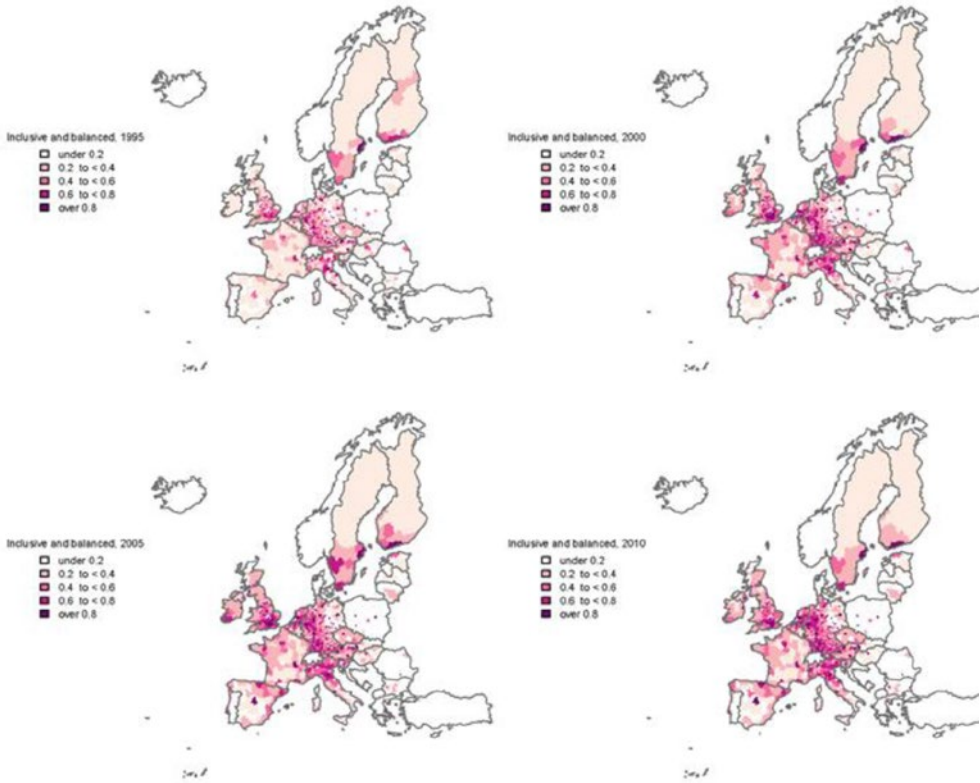 Inclusive and balanced, 1995
under 0.2
0.2 to < 0.4
0.4 to < 0.6
0.6 to < 0.8
over 0.8
Inclusive and balanced, 2000
under 0.2
0.2 to < 0.4
0.4 to < 0.6
0.6 to < 0.8
over 0.8
Inclusive and balanced, 2005
under 0.2
0.2 to < 0.4
0.4 to < 0.6
0.6 to < 0.8
over 0.8
Inclusive and balanced, 2010
under 0.2
0.2 to < 0.4
0.4 to < 0.6
0.6 to < 0.8
over 0.8